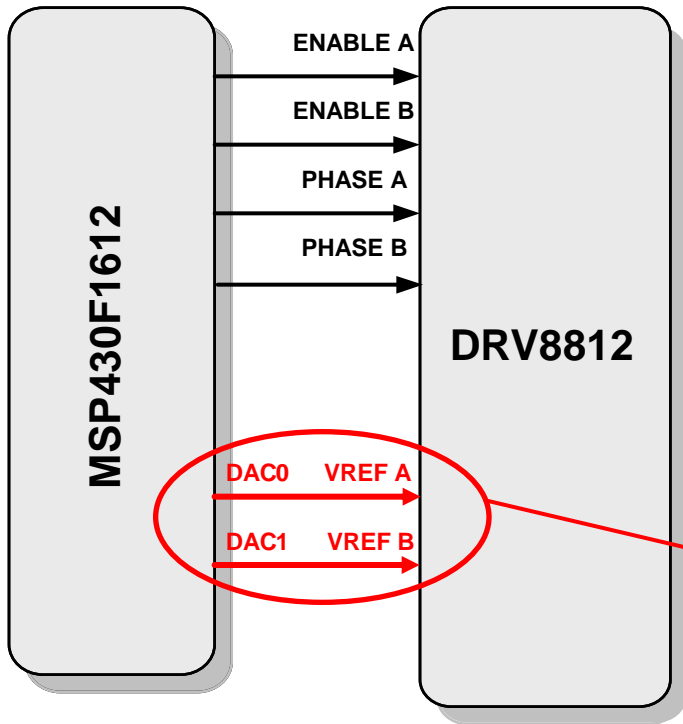 ENABLE A
ENABLE B
PHASE A
PHASE B
MSP430F1612
DRV8812
DAC0 VREF A
DAC1 VREF B